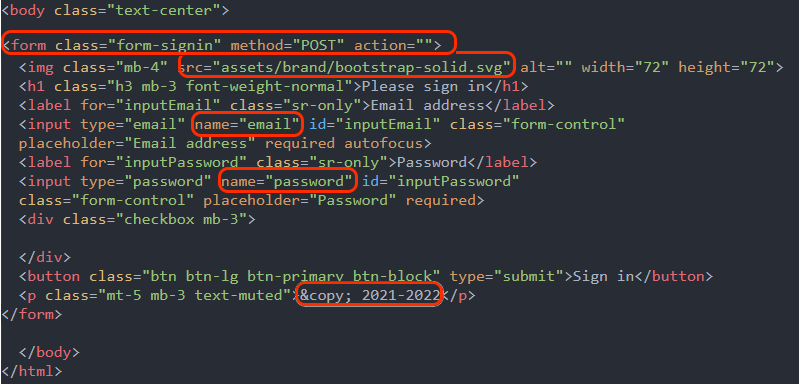 <body class="text-center">
<form class="form-signin" method="POST" action="">
<img class="mb-4" src="assets/brand/bootstrap-solid.svg" alt="" width="72" height="72">
<h1 class="h3 mb-3 font-weight-normal">Please sign in</h1>
<label for="inputEmail" class="sr-only">Email address</label>
<input type="email" name="email" id="inputEmail" class="form-control"
placeholder="Email address" required autofocus>
<label for="inputPassword" class="sr-only">Password</label>
<input type="password" name="password" id="inputPassword"
class="form-control" placeholder="Password" required>
<div class="checkbox mb-3">
</div>
<button class="btn btn-lg btn-primary btn-block" type="submit">Sign in</button>
<p class="mt-5 mb-3 text-muted">&copy; 2021-2022</p>
</form>
</body>
</html>